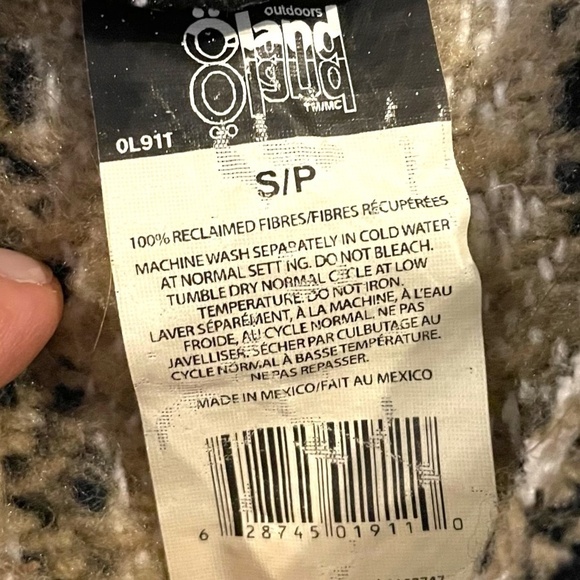 outdoors
öland
TM/MC
0L91T
S/P
100% RECLAIMED FIBRES/FIBRES RÉCUPÉRÉES
MACHINE WASH SEPARATELY IN COLD WATER
AT NORMAL SETTING. DO NOT BLEACH.
TUMBLE DRY NORMAL CYCLE AT LOW
TEMPERATURE. DO NOT IRON.
LAVER SÉPARÉMENT, À LA MACHINE, À L'EAU
FROIDE, AU CYCLE NORMAL. NE PAS
JAVELLISER. SÉCHER PAR CULBUTAGE AU
CYCLE NORMAL À BASSE TEMPÉRATURE.
NE PAS REPASSER.
MADE IN MEXICO/FAIT AU MEXICO
6 28745 01911 0